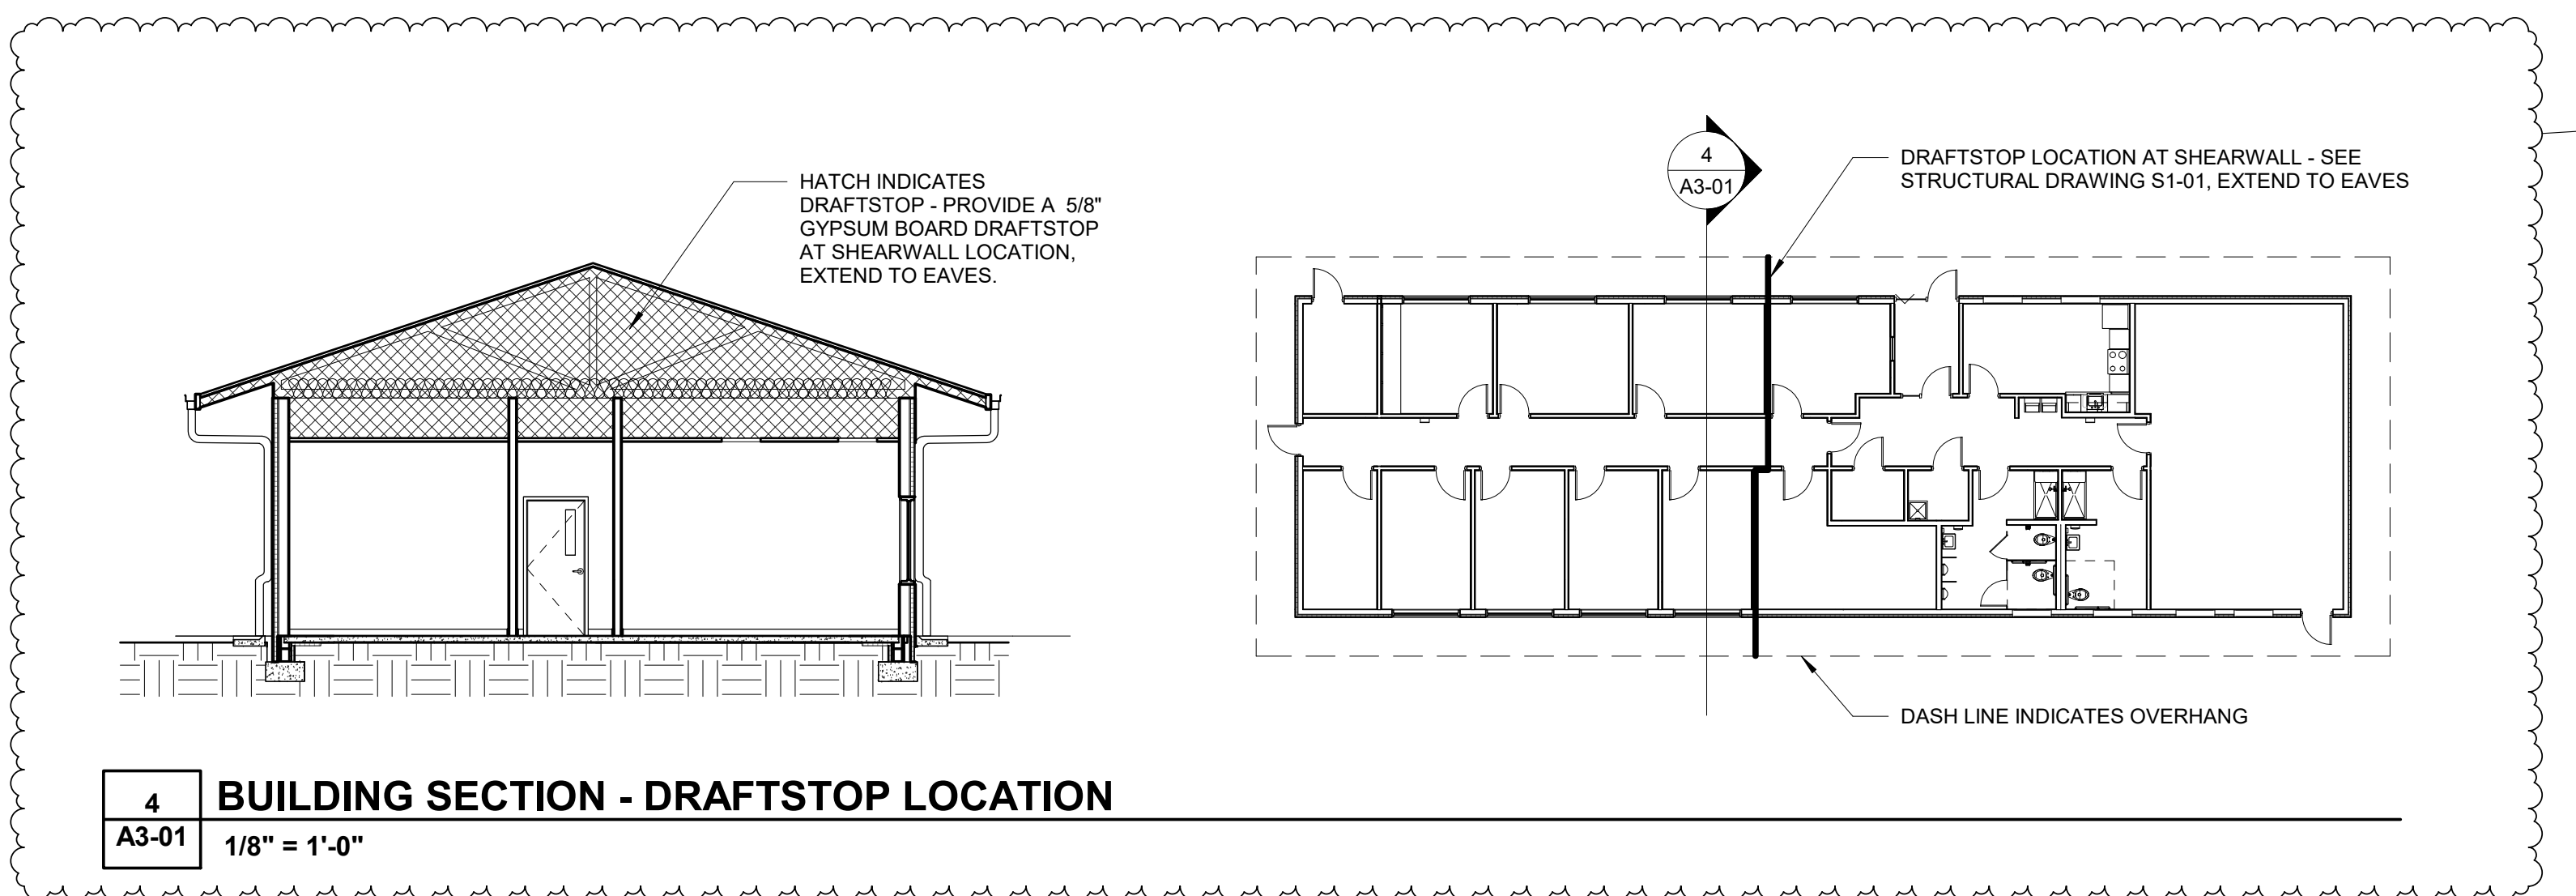 HATCH INDICATES
DRAFTSTOP - PROVIDE A 5/8"
GYPSUM BOARD DRAFTSTOP
AT SHEARWALL LOCATION,
EXTEND TO EAVES.
4
A3-01
DRAFTSTOP LOCATION AT SHEARWALL - SEE
STRUCTURAL DRAWING S1-01, EXTEND TO EAVES
DASH LINE INDICATES OVERHANG
4
A3-01
BUILDING SECTION - DRAFTSTOP LOCATION
1/8" = 1'-0"